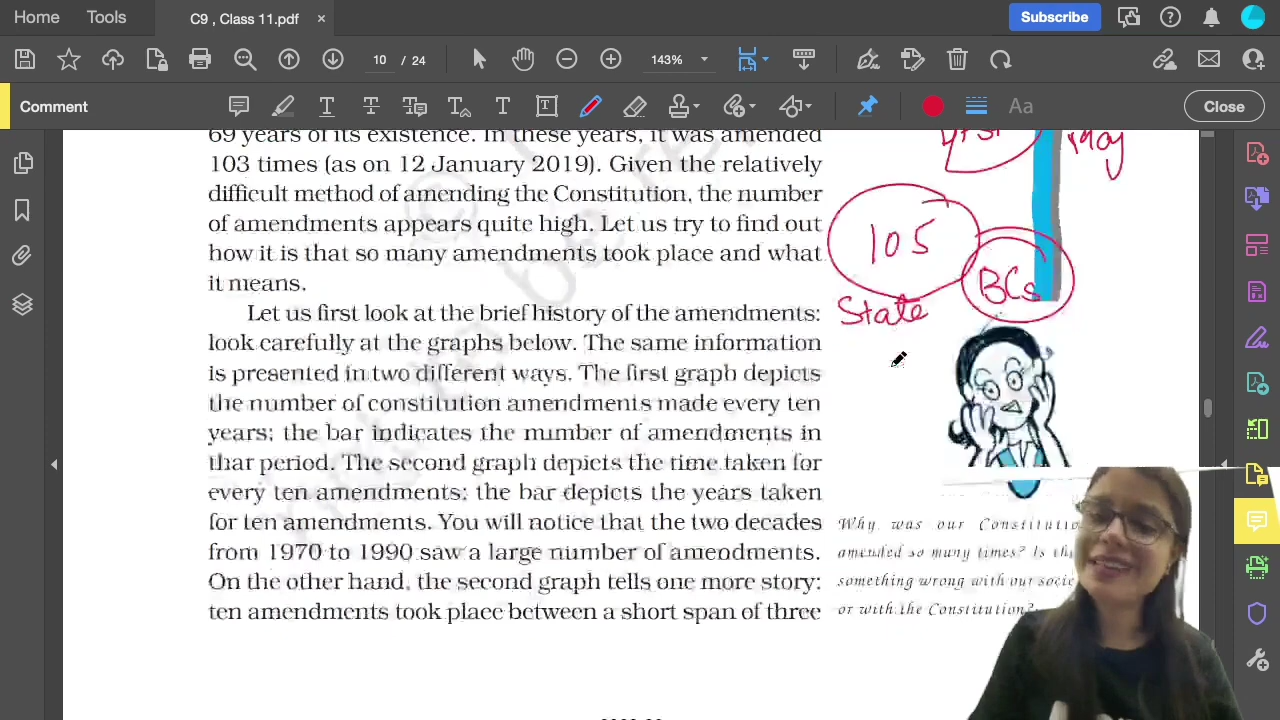 Home Tools C9 , Class 11.pdf × Subscribe
10 / 24 143%
Comment Close
69 years of its existence. In these years, it was amended
103 times (as on 12 January 2019). Given the relatively
difficult method of amending the Constitution, the number
of amendments appears quite high. Let us try to find out
how it is that so many amendments took place and what
it means.
Let us first look at the brief history of the amendments:
look carefully at the graphs below. The same information
is presented in two different ways. The first graph depicts
the number of constitution amendments made every ten
years; the bar indicates the number of amendments in
that period. The second graph depicts the time taken for
every ten amendments; the bar depicts the years taken
for ten amendments. You will notice that the two decades
from 1970 to 1990 saw a large number of amendments.
On the other hand, the second graph tells one more story:
ten amendments took place between a short span of three
105
BCs
State
Why was our Constitutio
amended so many times? Is thi
something wrong with our socie
or with the Constitution?